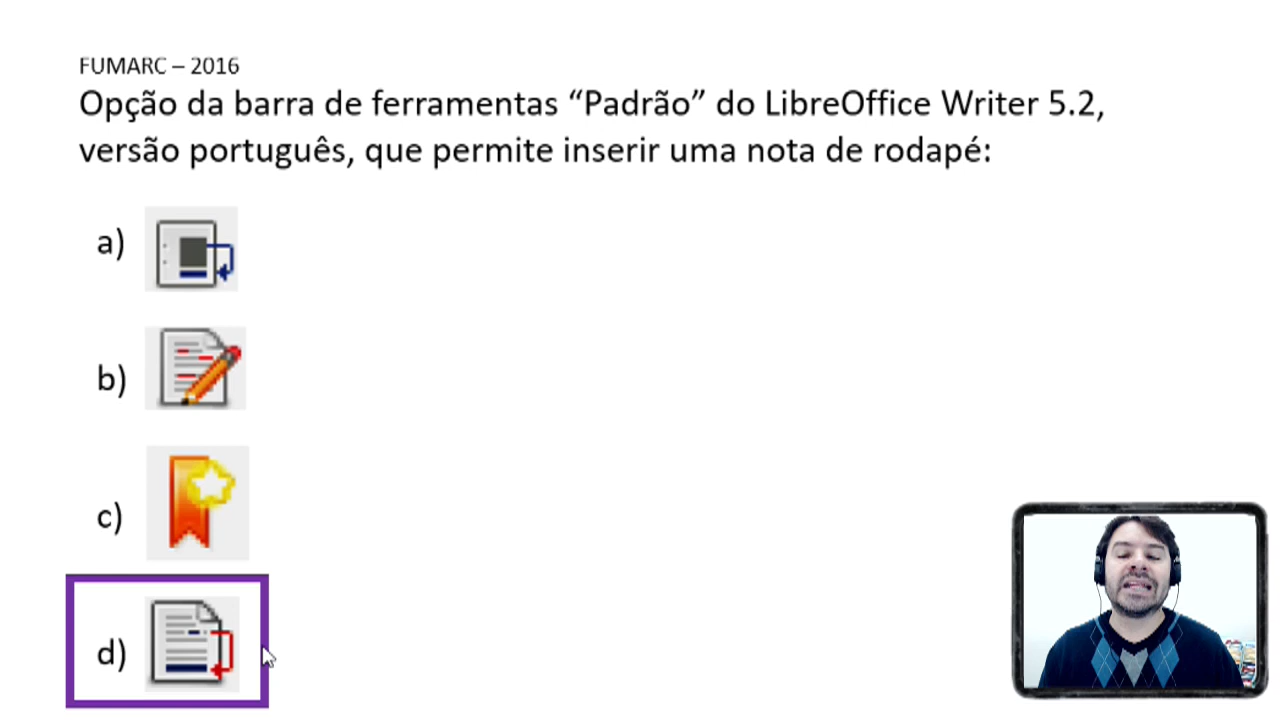 FUMARC – 2016
Opção da barra de ferramentas “Padrão” do LibreOffice Writer 5.2,
versão português, que permite inserir uma nota de rodapé:
a)
b)
c)
d)